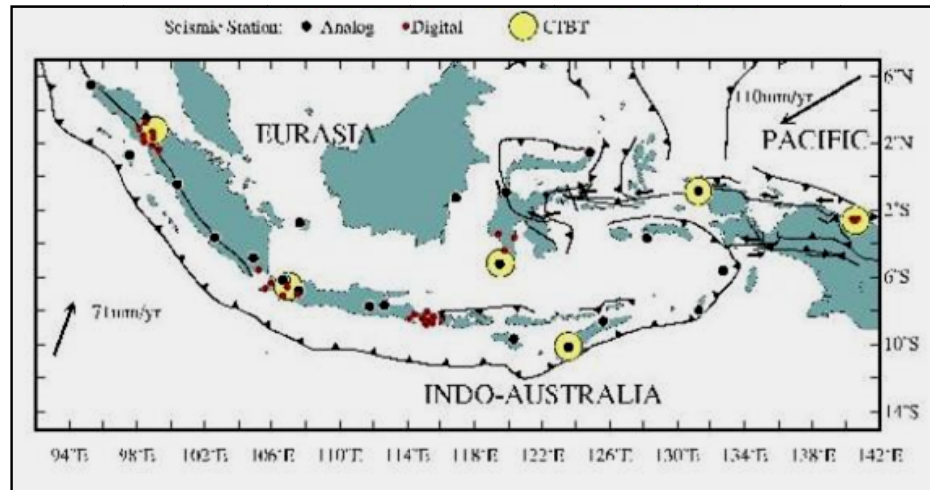 Seismic Station: Analog Digital CTBT
6°N
110mm/yr
EURASIA
PACIFIC
2°N
2°S
6°S
71mm/yr
10°S
INDO-AUSTRALIA
14°S
94°E 98°E 102°E 106°E 110°E 114°E 118°E 122°E 126°E 130°E 134°E 138°E 142°E